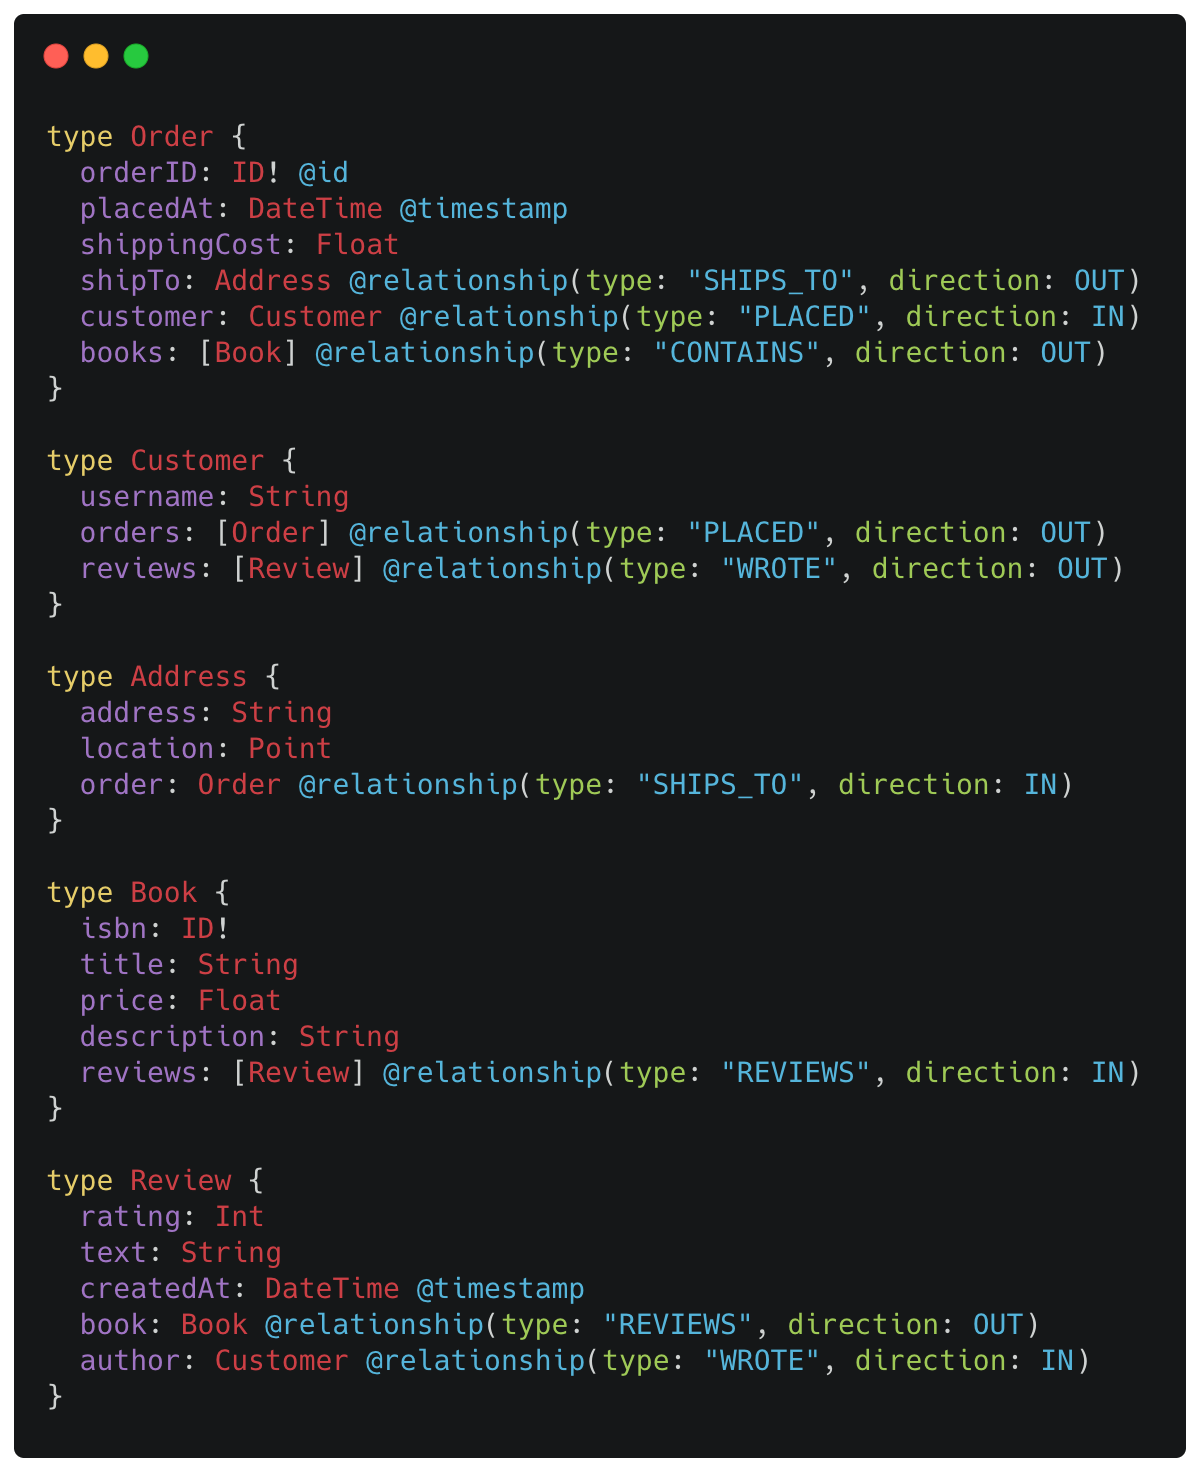 type Order {
  orderID: ID! @id
  placedAt: DateTime @timestamp
  shippingCost: Float
  shipTo: Address @relationship(type: "SHIPS_TO", direction: OUT)
  customer: Customer @relationship(type: "PLACED", direction: IN)
  books: [Book] @relationship(type: "CONTAINS", direction: OUT)
}

type Customer {
  username: String
  orders: [Order] @relationship(type: "PLACED", direction: OUT)
  reviews: [Review] @relationship(type: "WROTE", direction: OUT)
}

type Address {
  address: String
  location: Point
  order: Order @relationship(type: "SHIPS_TO", direction: IN)
}

type Book {
  isbn: ID!
  title: String
  price: Float
  description: String
  reviews: [Review] @relationship(type: "REVIEWS", direction: IN)
}

type Review {
  rating: Int
  text: String
  createdAt: DateTime @timestamp
  book: Book @relationship(type: "REVIEWS", direction: OUT)
  author: Customer @relationship(type: "WROTE", direction: IN)
}